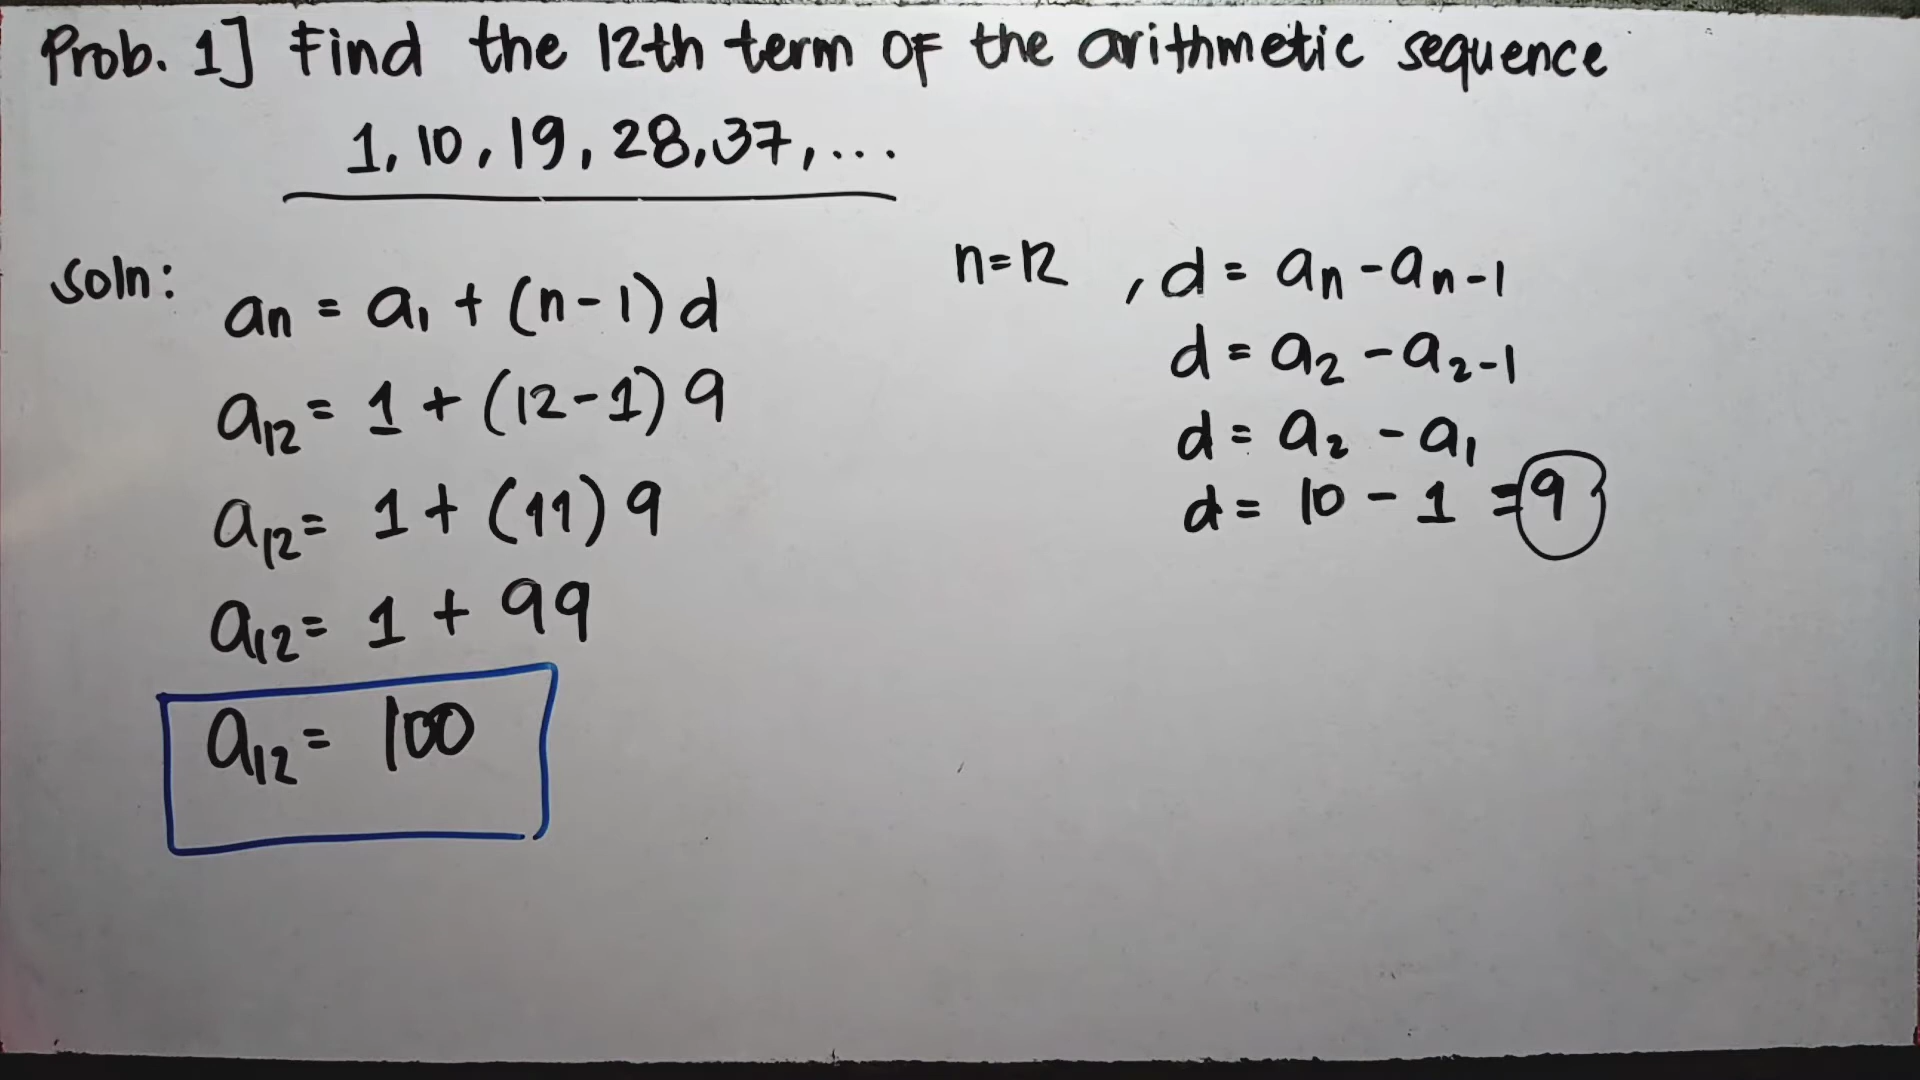 Prob. 1] Find the 12th term of the arithmetic sequence
1, 10, 19, 28, 37, ...
Soln:
an = a1 + (n-1) d
a12 = 1 + (12-1) 9
a12 = 1 + (11) 9
a12 = 1 + 99
a12 = 100
n=12 , d = an - an-1
d = a2 - a2-1
d = a2 - a1
d = 10 - 1 = 9